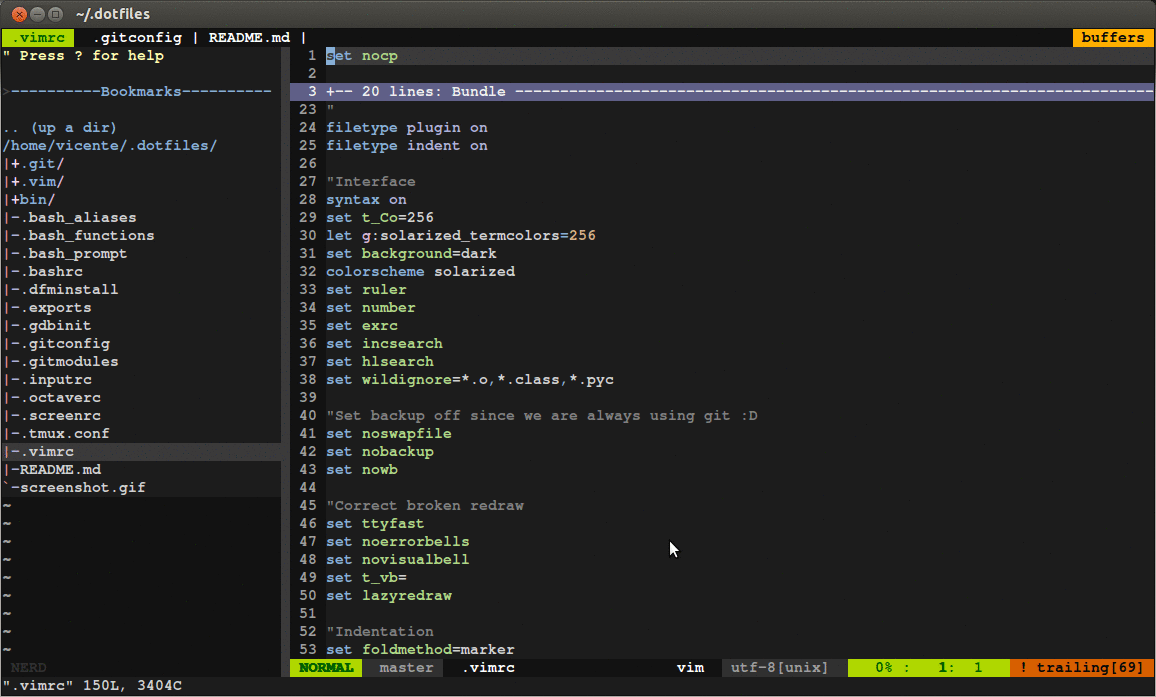 ~/.dotfiles
.vimrc .gitconfig | README.md | buffers
" Press ? for help
>----------Bookmarks----------
.. (up a dir)
/home/vicente/.dotfiles/
|+.git/
|+.vim/
|+bin/
|-.bash_aliases
|-.bash_functions
|-.bash_prompt
|-.bashrc
|-.dfminstall
|-.exports
|-.gdbinit
|-.gitconfig
|-.gitmodules
|-.inputrc
|-.octaverc
|-.screenrc
|-.tmux.conf
|-.vimrc
|-README.md
`-screenshot.gif
~
~
~
~
~
~
~
~
~
NERD
1 set nocp
2
3 +-- 20 lines: Bundle -----------------------------------------------------------------------
23 "
24 filetype plugin on
25 filetype indent on
26
27 "Interface
28 syntax on
29 set t_Co=256
30 let g:solarized_termcolors=256
31 set background=dark
32 colorscheme solarized
33 set ruler
34 set number
35 set exrc
36 set incsearch
37 set hlsearch
38 set wildignore=*.o,*.class,*.pyc
39
40 "Set backup off since we are always using git :D
41 set noswapfile
42 set nobackup
43 set nowb
44
45 "Correct broken redraw
46 set ttyfast
47 set noerrorbells
48 set novisualbell
49 set t_vb=
50 set lazyredraw
51
52 "Indentation
53 set foldmethod=marker
NORMAL master .vimrc vim utf-8[unix] 0% : 1: 1 ! trailing[69]
".vimrc" 150L, 3404C